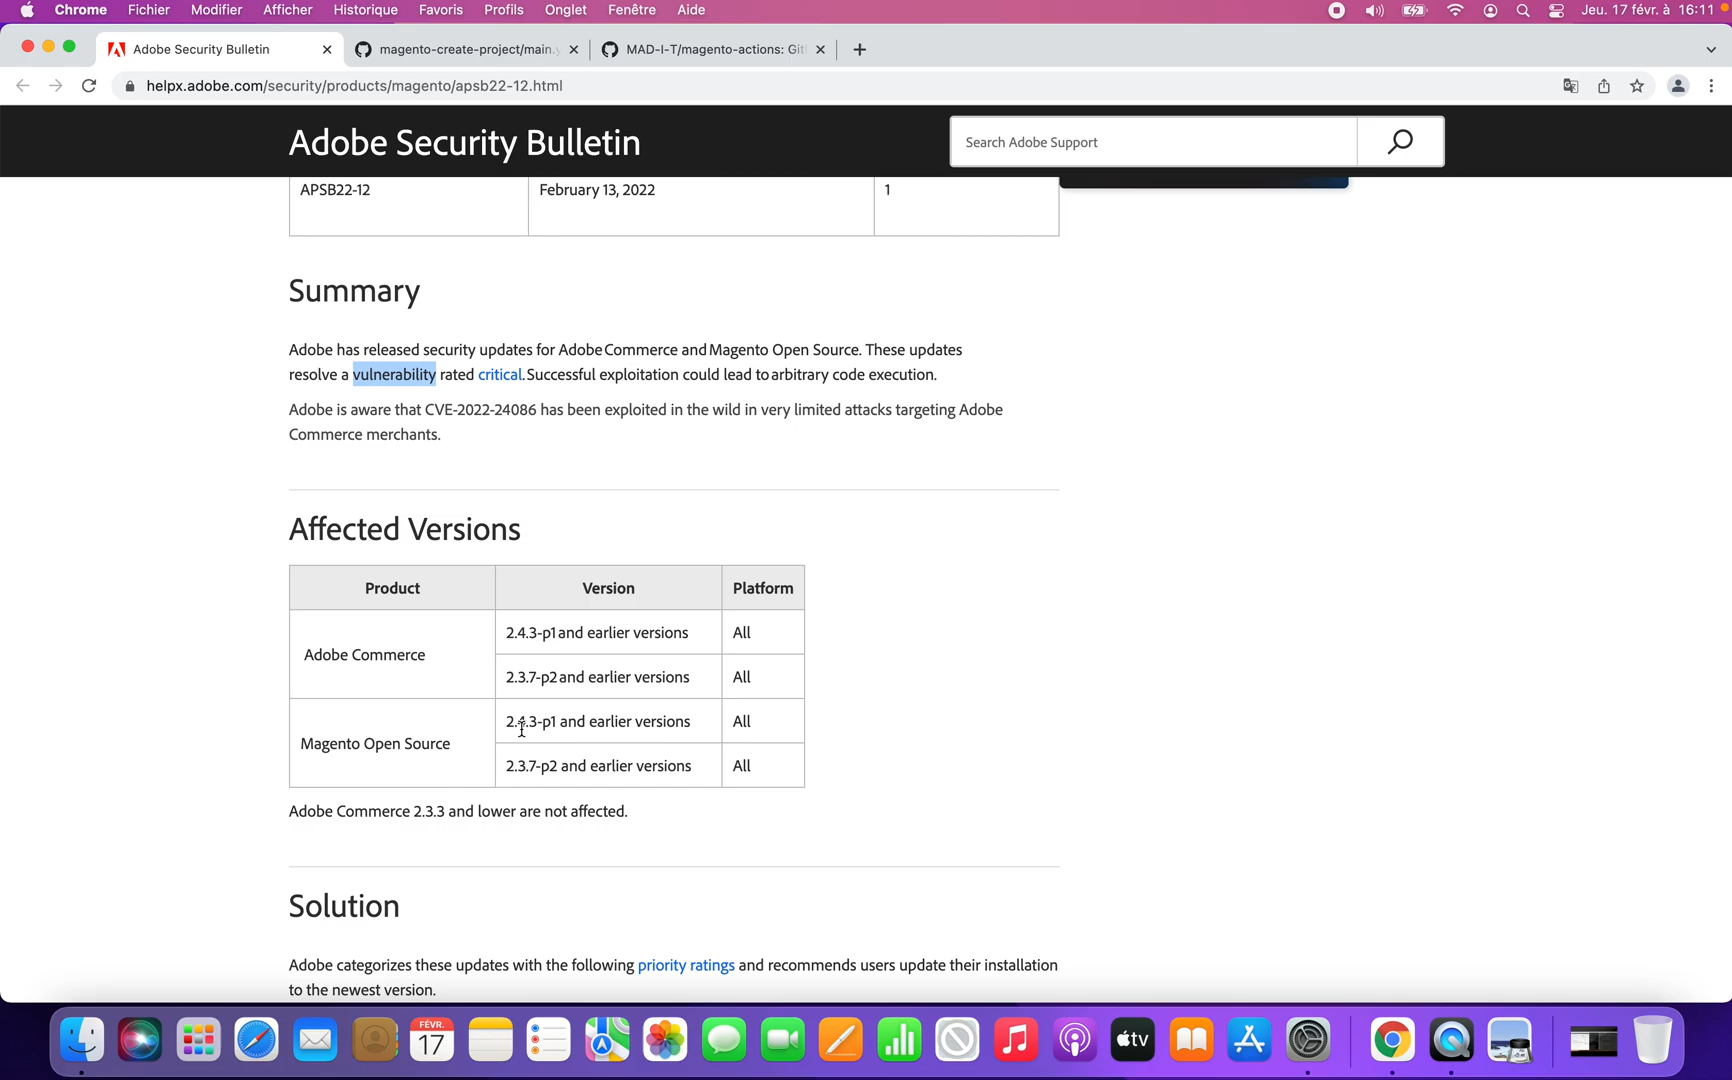 Chrome Fichier Modifier Afficher Historique Favoris Profils Onglet Fenêtre Aide Jeu. 17 févr. à 16:11
Adobe Security Bulletin magento-create-project/main.y MAD-I-T/magento-actions: Git
helpx.adobe.com/security/products/magento/apsb22-12.html
Adobe Security Bulletin Search Adobe Support
APSB22-12 February 13, 2022 1
Summary
Adobe has released security updates for Adobe Commerce and Magento Open Source. These updates
resolve a vulnerability rated critical. Successful exploitation could lead to arbitrary code execution.
Adobe is aware that CVE-2022-24086 has been exploited in the wild in very limited attacks targeting Adobe
Commerce merchants.
Affected Versions
Product Version Platform
Adobe Commerce
2.4.3-p1 and earlier versions All
2.3.7-p2 and earlier versions All
Magento Open Source
2.4.3-p1 and earlier versions All
2.3.7-p2 and earlier versions All
Adobe Commerce 2.3.3 and lower are not affected.
Solution
Adobe categorizes these updates with the following priority ratings and recommends users update their installation
to the newest version.
FÉVR.
17
tv